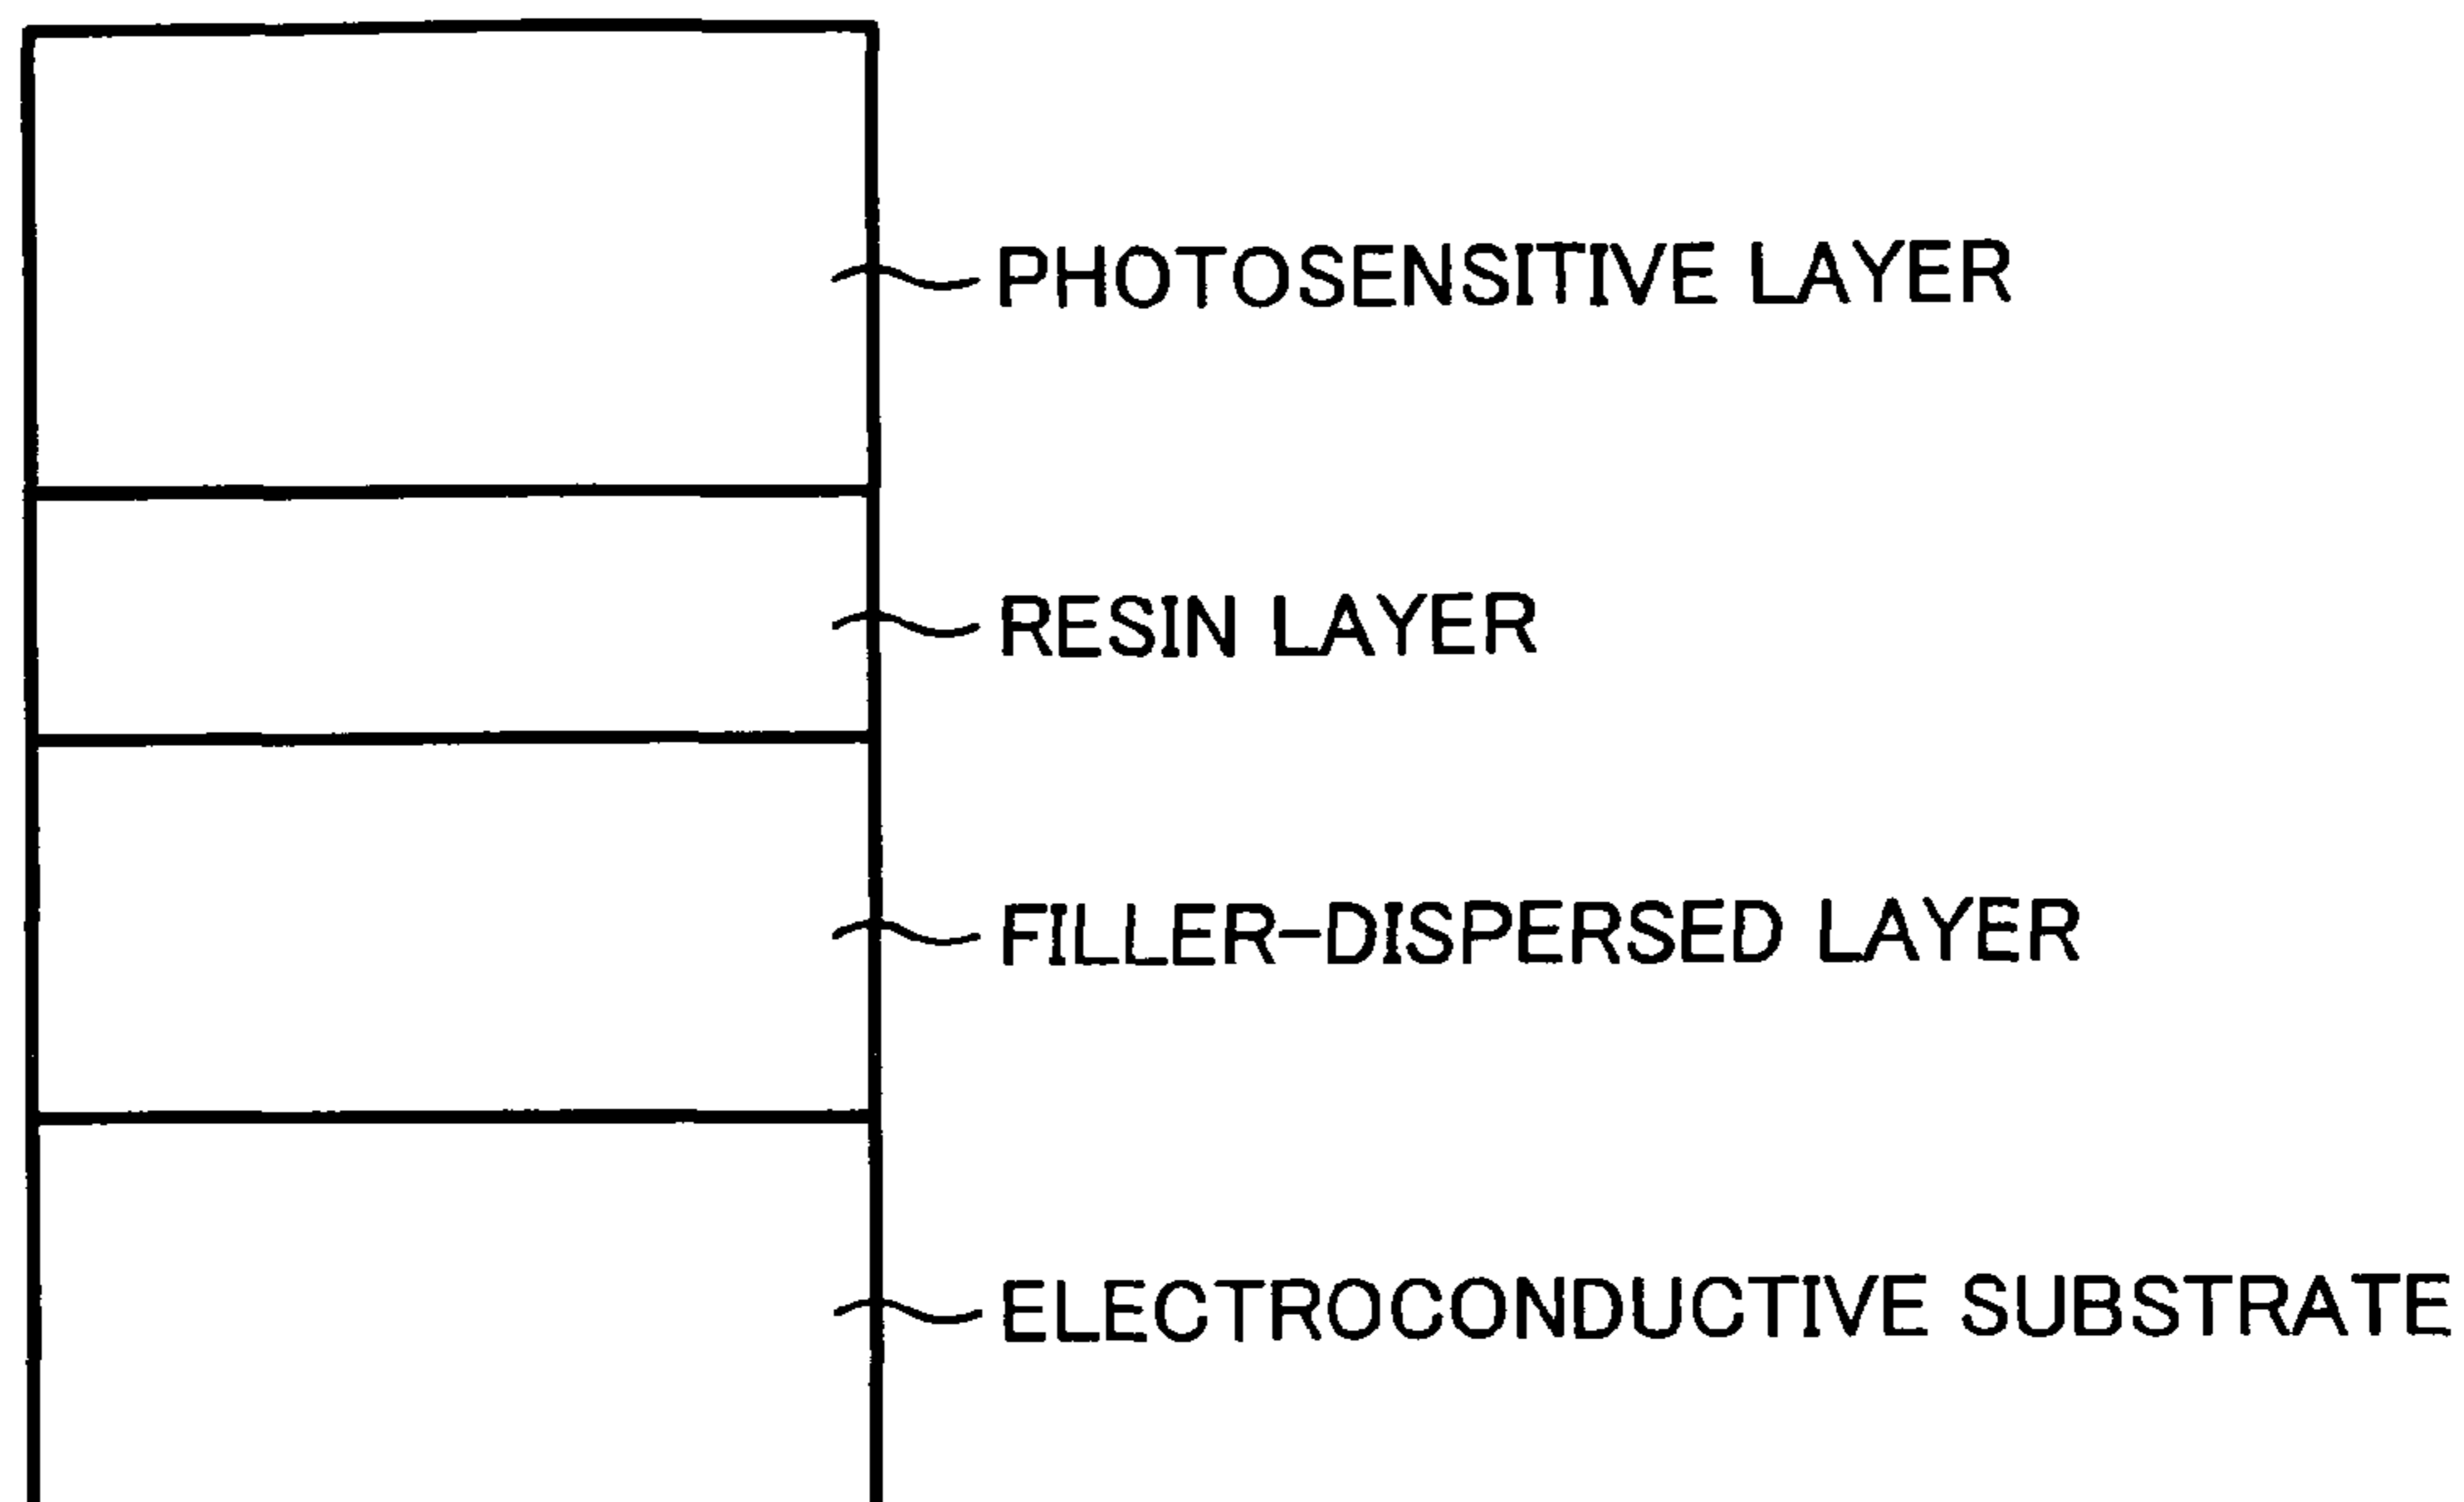 PHOTOSENSITIVE LAYER
RESIN LAYER
FILLER-DISPERSED LAYER
ELECTROCONDUCTIVE SUBSTRATE